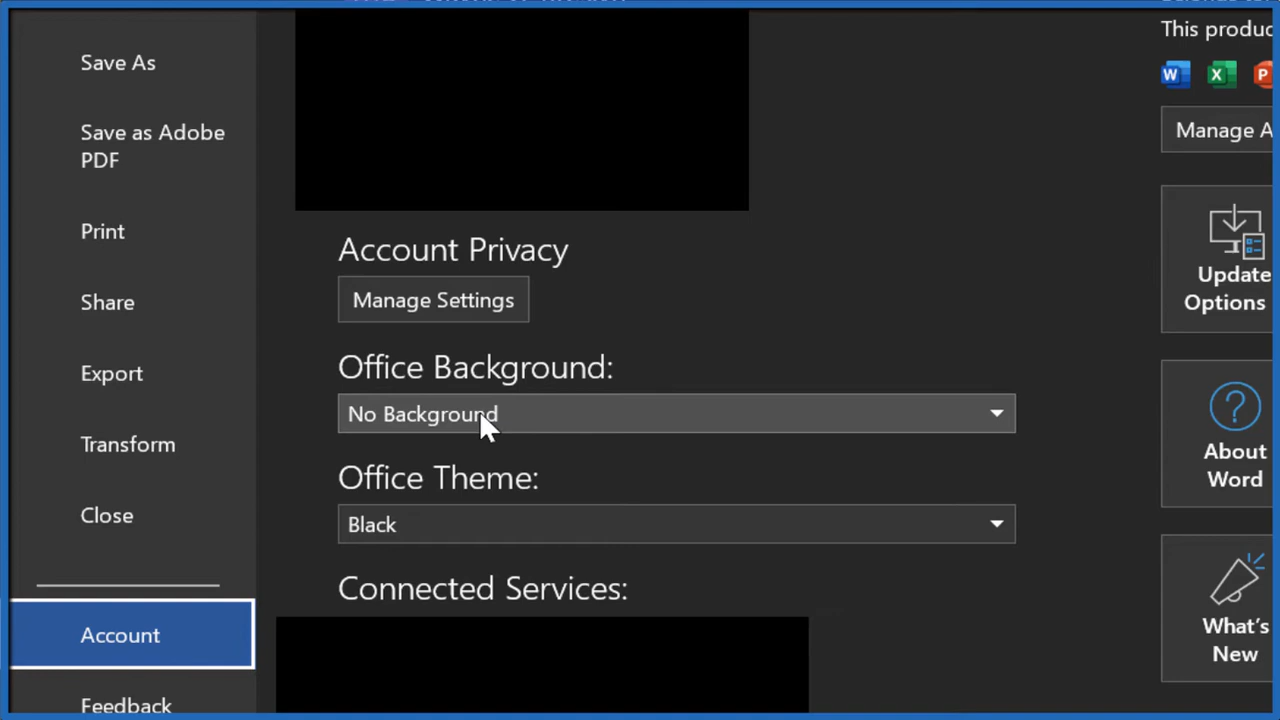 Save As
Save as Adobe
PDF
Print
Share
Export
Transform
Close
Account
Feedback
Account Privacy
Manage Settings
Office Background:
No Background
Office Theme:
Black
Connected Services:
This produc
W X P
Manage A
Update
Options
About
Word
What's
New